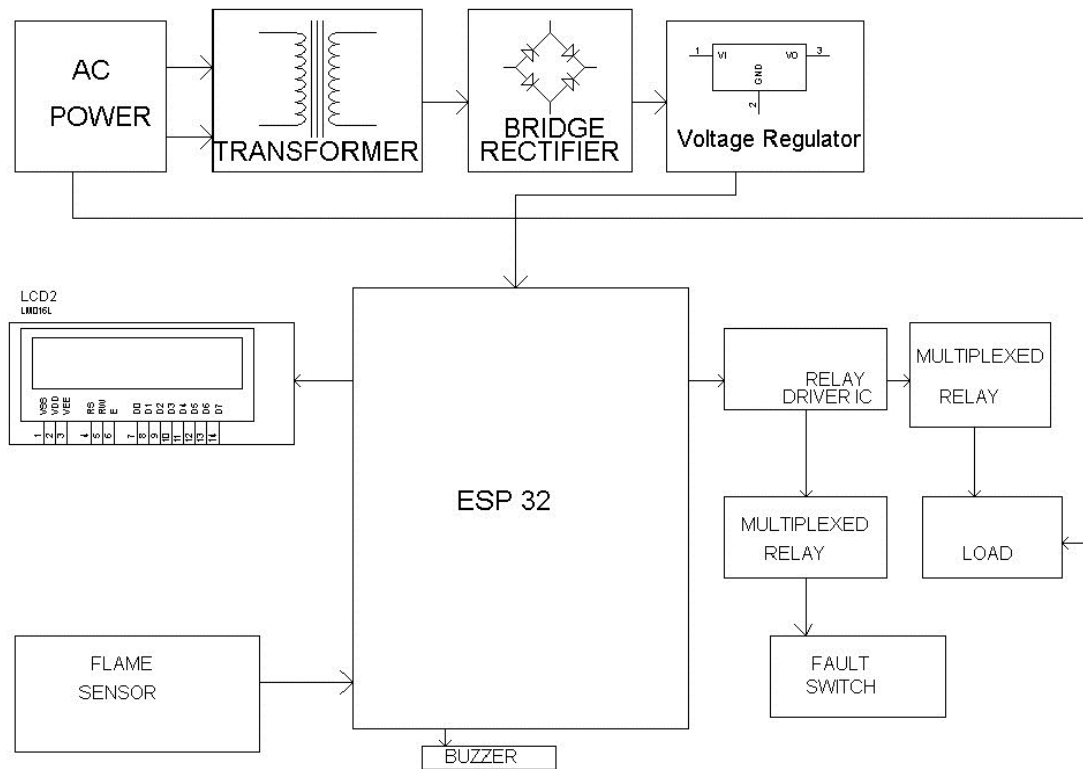 AC
POWER
TRANSFORMER
BRIDGE
RECTIFIER
1 VI VO 3
GND
2
Voltage Regulator
LCD2
LM016L
VSS VDD VEE RS RW E D0 D1 D2 D3 D4 D5 D6 D7
1 2 3 4 5 6 7 8 9 10 11 12 13 14
ESP 32
RELAY
DRIVER IC
MULTIPLEXED
RELAY
MULTIPLEXED
RELAY
LOAD
FLAME
SENSOR
FAULT
SWITCH
BUZZER